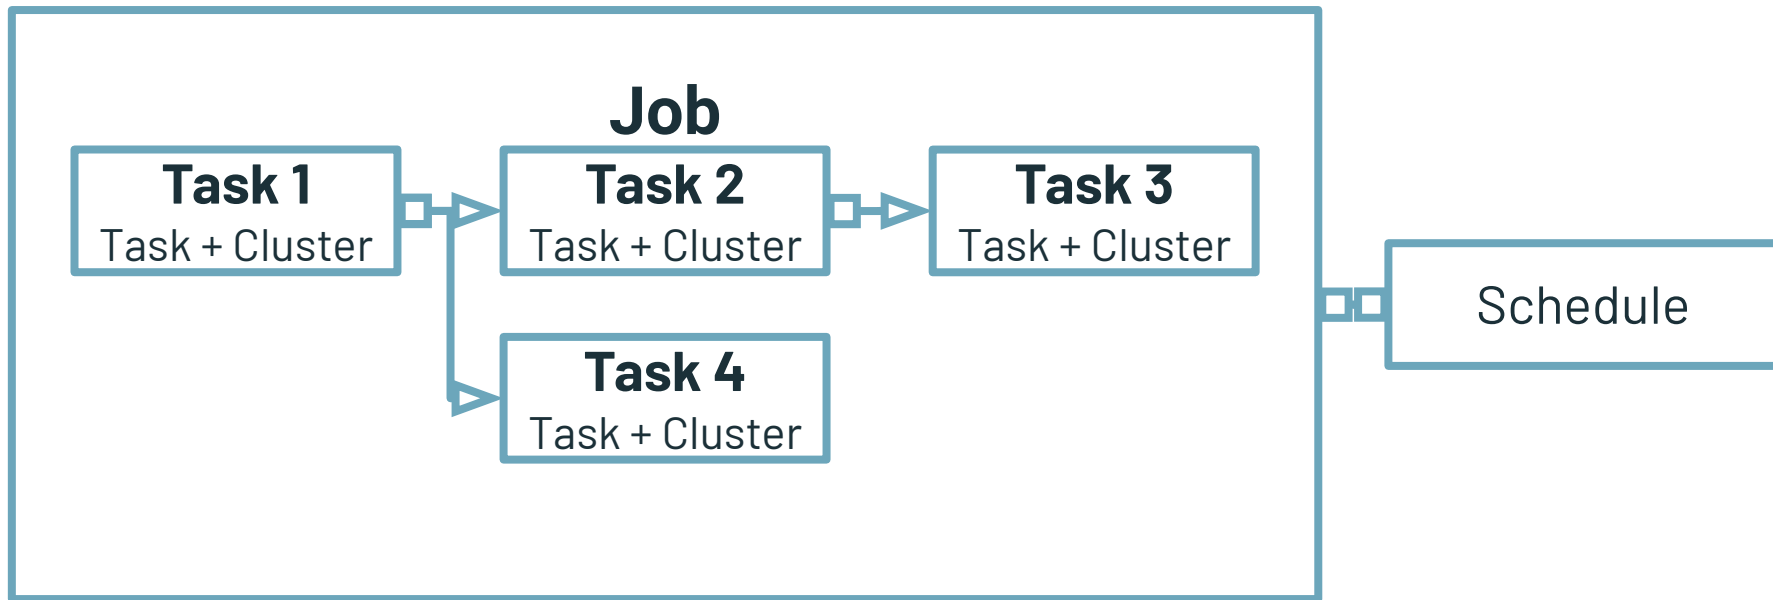 Job
Task 1
Task + Cluster
Task 2
Task + Cluster
Task 3
Task + Cluster
Task 4
Task + Cluster
Schedule